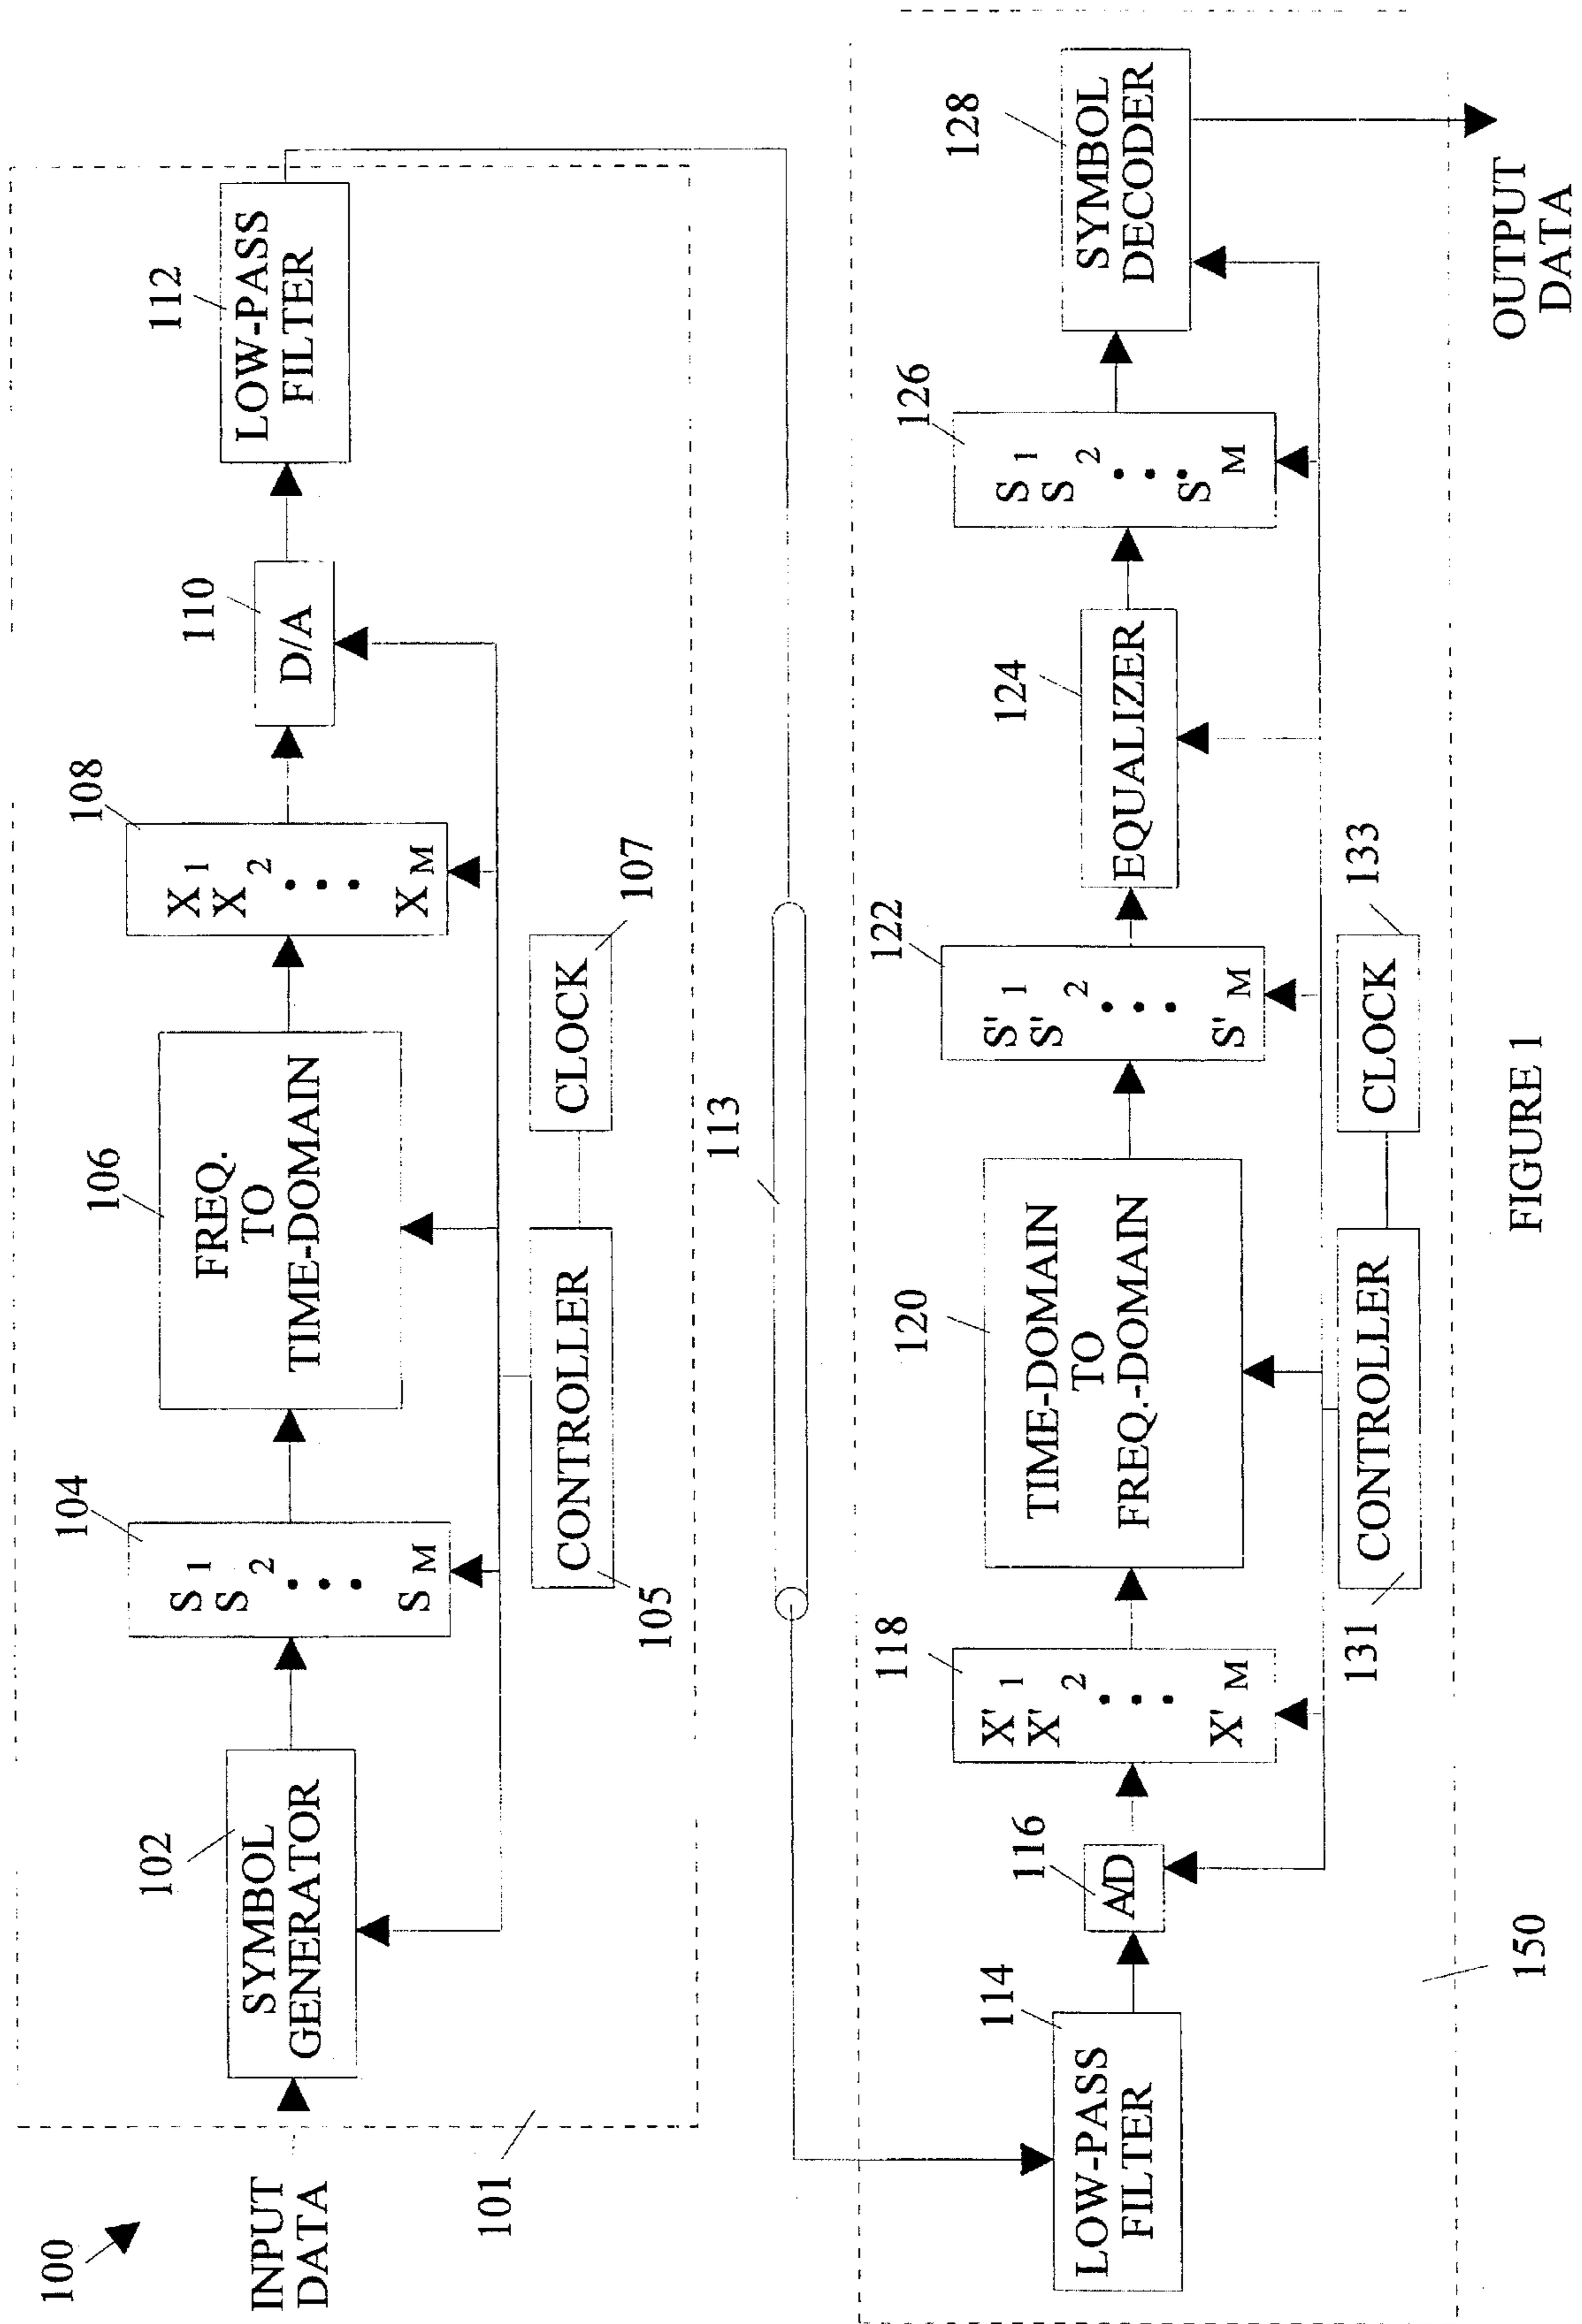 100
INPUT
DATA
101
102
SYMBOL
GENERATOR
104
S1
S2
S M
105
CONTROLLER
106
FREQ.
TO
TIME-DOMAIN
107
CLOCK
108
X1
X2
X M
110
D/A
112
LOW-PASS
FILTER
113
114
LOW-PASS
FILTER
116
A/D
118
X'1
X'2
X'M
120
TIME-DOMAIN
TO
FREQ.-DOMAIN
122
S'1
S'2
S'M
124
EQUALIZER
126
S1
S2
S M
128
SYMBOL
DECODER
131
CONTROLLER
133
CLOCK
150
OUTPUT
DATA
FIGURE 1